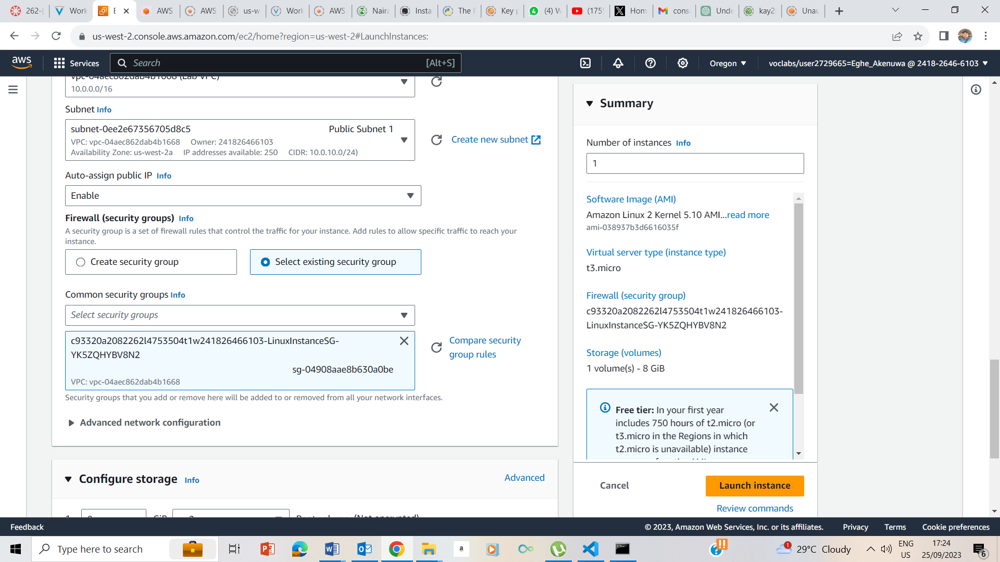 262-[
Work
E
AWS
AWS
us-w
Work
AWS
Naira
Insta
The P
Key p
(4) W
(1755
Hom
cons
Unde
kay2
Unau
us-west-2.console.aws.amazon.com/ec2/home?region=us-west-2#LaunchInstances:
aws
Services
Search
[Alt+S]
Oregon
voclabs/user2729665=Eghe_Akenuwa @ 2418-2646-6103
vpc-04aec862dab4b1668 (Lab VPC)
10.0.0.0/16
Subnet Info
subnet-0ee2e67356705d8c5 Public Subnet 1
VPC: vpc-04aec862dab4b1668 Owner: 241826466103
Availability Zone: us-west-2a IP addresses available: 250 CIDR: 10.0.10.0/24)
Create new subnet
Auto-assign public IP Info
Enable
Firewall (security groups) Info
A security group is a set of firewall rules that control the traffic for your instance. Add rules to allow specific traffic to reach your
instance.
Create security group
Select existing security group
Common security groups Info
Select security groups
c93320a2082262l4753504t1w241826466103-LinuxInstanceSG-
YK5ZQHYBV8N2
sg-04908aae8b630a0be
VPC: vpc-04aec862dab4b1668
Compare security
group rules
Security groups that you add or remove here will be added to or removed from all your network interfaces.
Advanced network configuration
Configure storage Info
Advanced
Summary
Number of instances Info
1
Software Image (AMI)
Amazon Linux 2 Kernel 5.10 AMI...read more
ami-038937b3d6616035f
Virtual server type (instance type)
t3.micro
Firewall (security group)
c93320a2082262l4753504t1w241826466103-
LinuxInstanceSG-YK5ZQHYBV8N2
Storage (volumes)
1 volume(s) - 8 GiB
Free tier: In your first year
includes 750 hours of t2.micro (or
t3.micro in the Regions in which
t2.micro is unavailable) instance
Cancel
Launch instance
Review commands
Feedback
© 2023, Amazon Web Services, Inc. or its affiliates.
Privacy
Terms
Cookie preferences
Type here to search
a
1
29°C Cloudy
ENG
US
17:24
25/09/2023
6